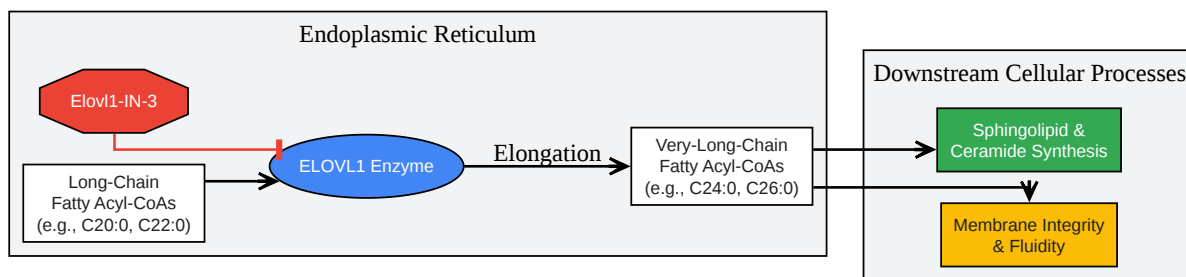 Endoplasmic Reticulum
Elovl1-IN-3
ELOVL1 Enzyme
Long-Chain
Fatty Acyl-CoAs
(e.g., C20:0, C22:0)
Elongation
Very-Long-Chain
Fatty Acyl-CoAs
(e.g., C24:0, C26:0)
Downstream Cellular Processes
Sphingolipid &
Ceramide Synthesis
Membrane Integrity
& Fluidity